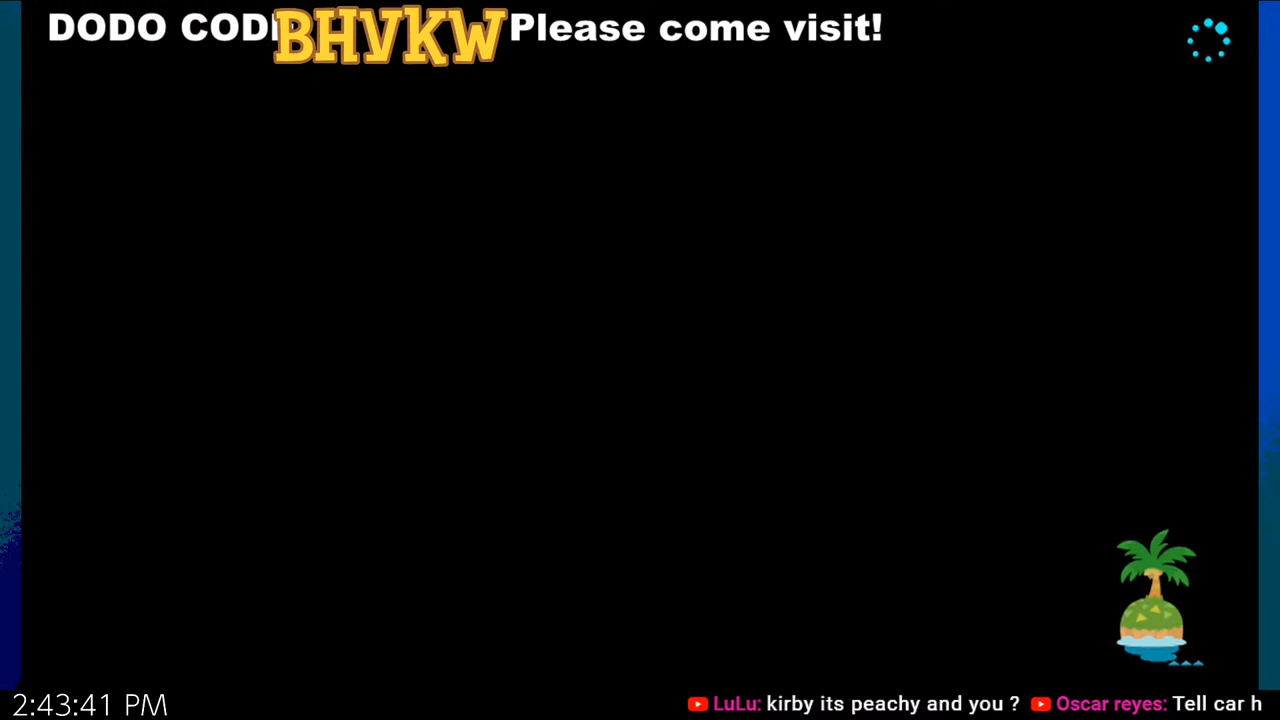 DODO COD BHVKW Please come visit!
2:43:41 PM
LuLu: kirby its peachy and you ? Oscar reyes: Tell car h